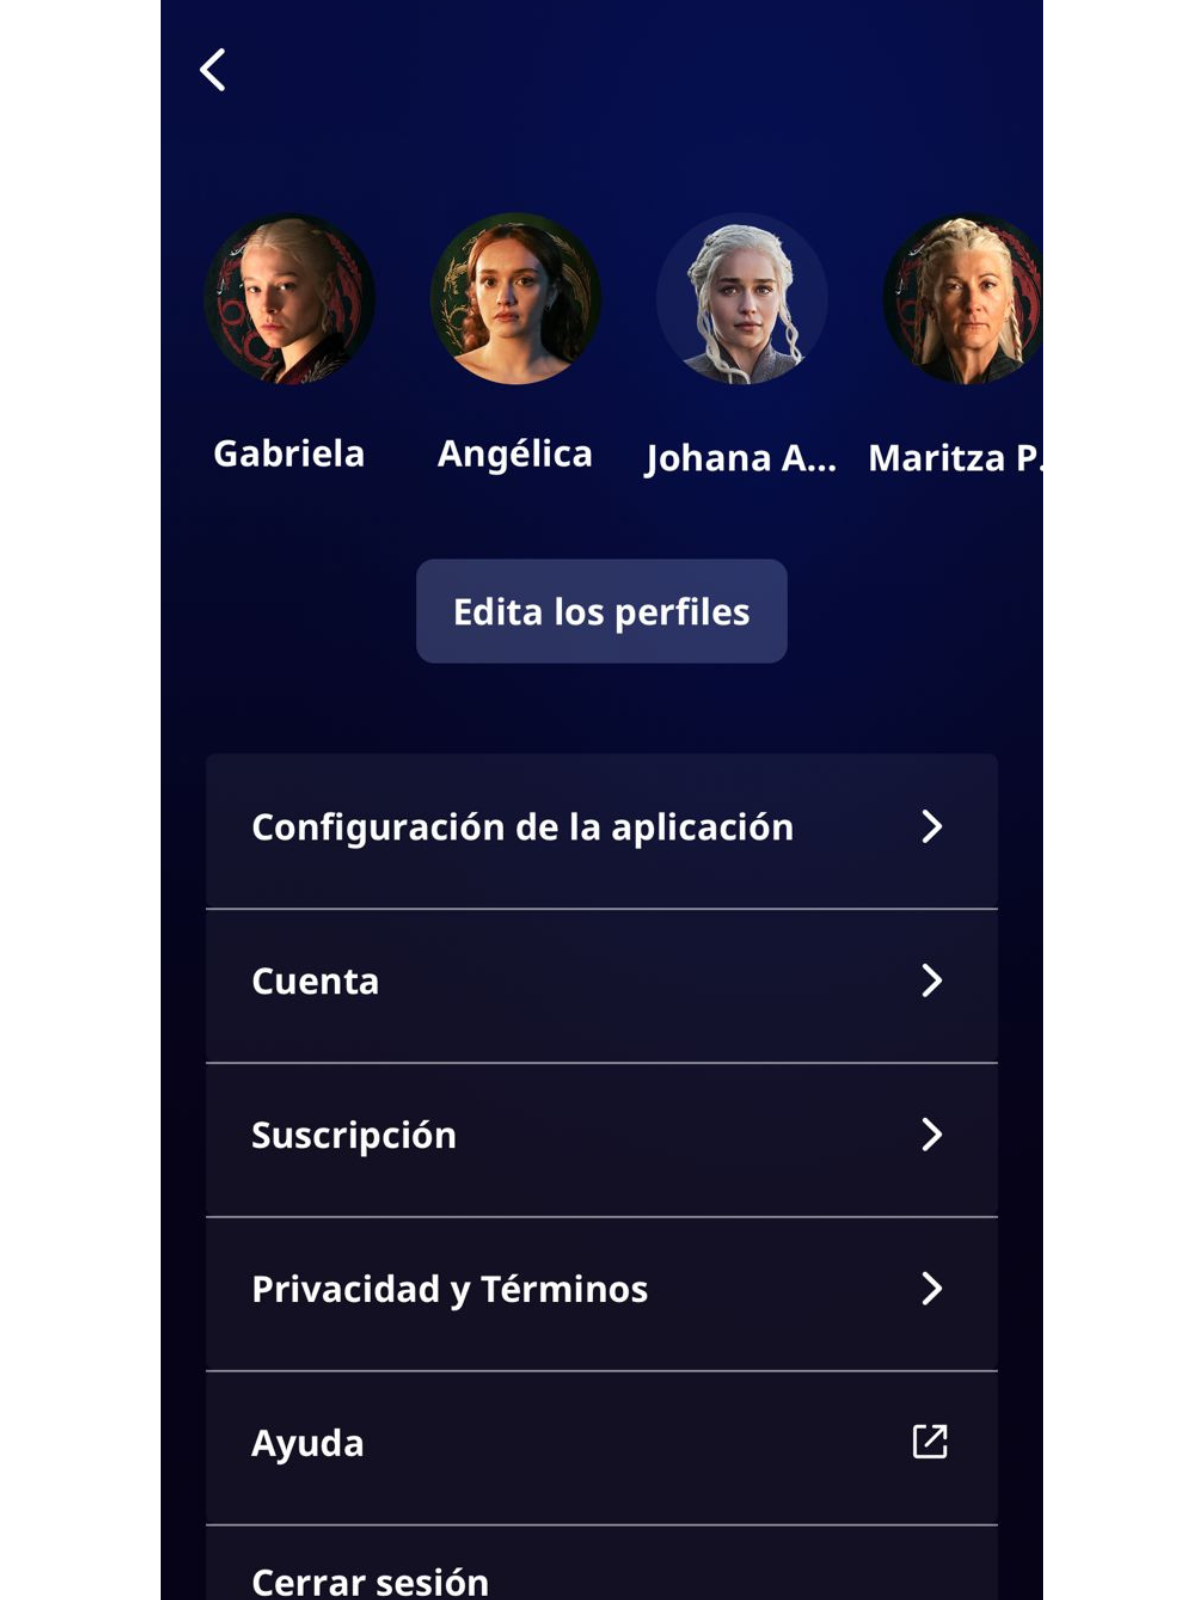 Gabriela Angélica Johana A... Maritza P.
Edita los perfiles
Configuración de la aplicación
Cuenta
Suscripción
Privacidad y Términos
Ayuda
Cerrar sesión